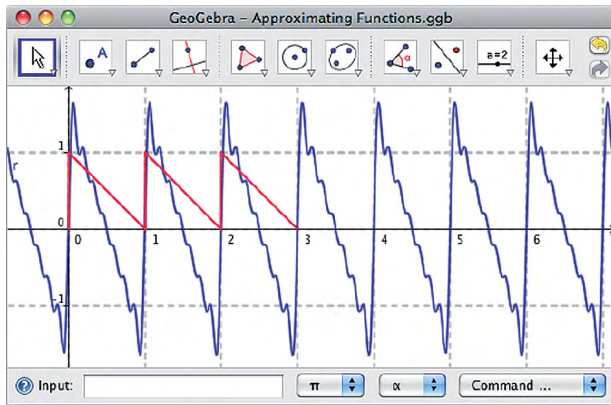 GeoGebra – Approximating Functions.ggb
A
α
a=2
r
1
0
-1
0 1 2 3 4 5 6
Input: π α Command ...